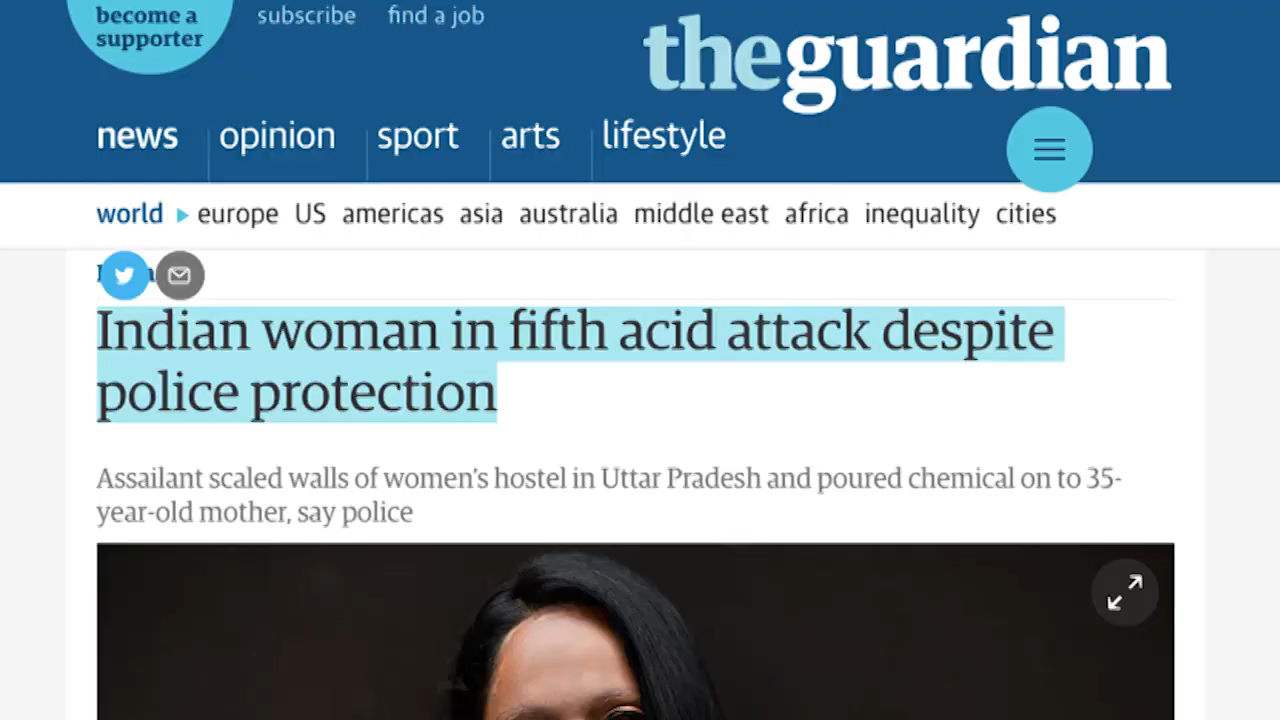 become a
supporter
subscribe
find a job
theguardian
news
opinion
sport
arts
lifestyle
world
europe
US
americas
asia
australia
middle east
africa
inequality
cities
Indian woman in fifth acid attack despite
police protection
Assailant scaled walls of women's hostel in Uttar Pradesh and poured chemical on to 35-
year-old mother, say police